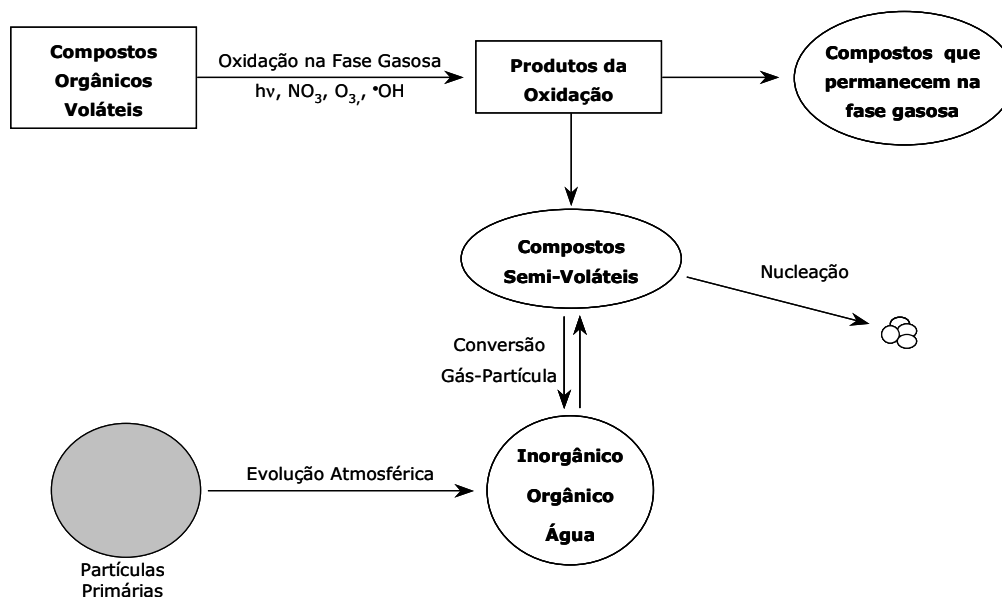 Compostos
Orgânicos
Voláteis
Oxidação na Fase Gasosa
hν, NO3, O3,, •OH
Produtos da
Oxidação
Compostos que
permanecem na
fase gasosa
Compostos
Semi-Voláteis
Nucleação
Conversão
Gás-Partícula
Evolução Atmosférica
Inorgânico
Orgânico
Água
Partículas
Primárias